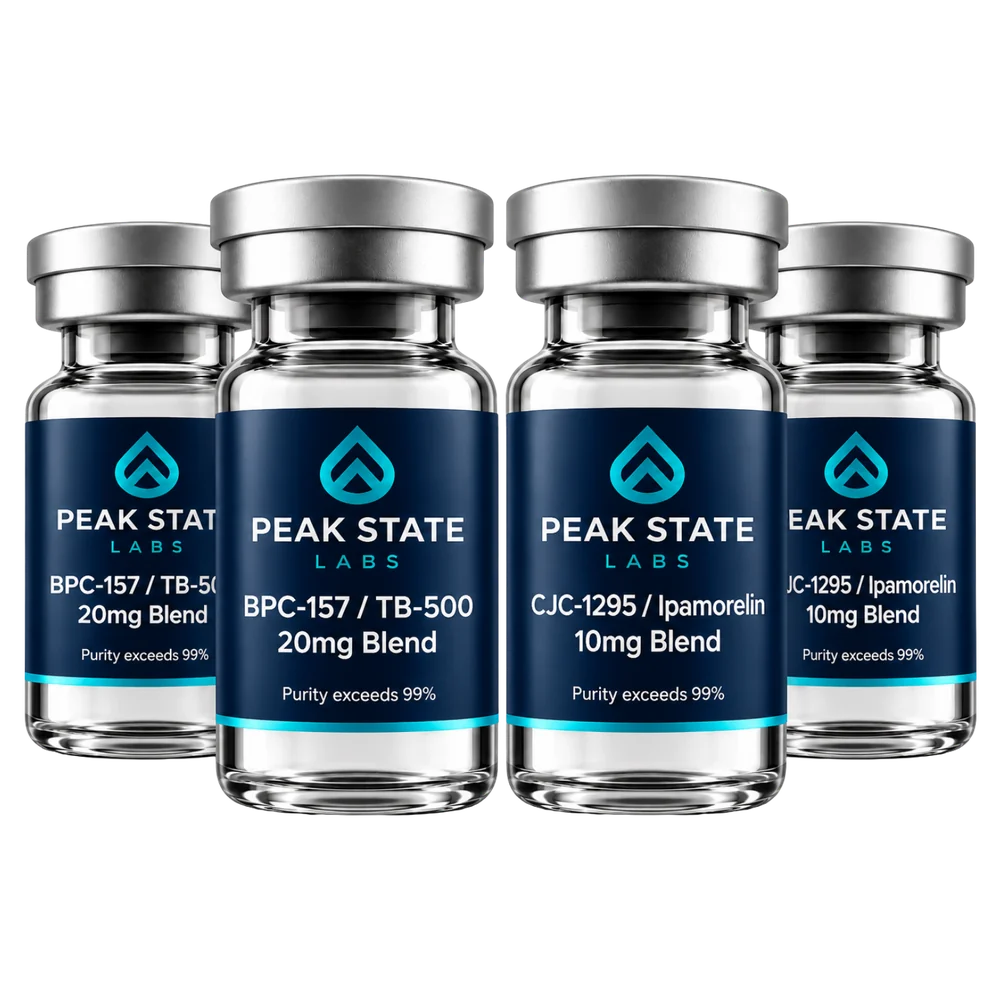 PEAK STAT
LABS
BPC-157 / TB-50
20mg Blend
Purity exceeds 99%
PEAK STATE
LABS
BPC-157 / TB-500
20mg Blend
Purity exceeds 99%
PEAK STATE
LABS
CJC-1295 / Ipamorelin
10mg Blend
Purity exceeds 99%
EAK STATE
LABS
JC-1295 / Ipamorelin
10mg Blend
Purity exceeds 99%